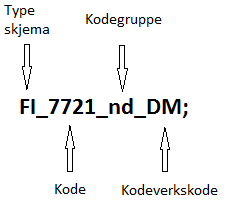 Type
skjema
Kodegruppe
FI_7721_nd_DM;
Kode
Kodeverkskode